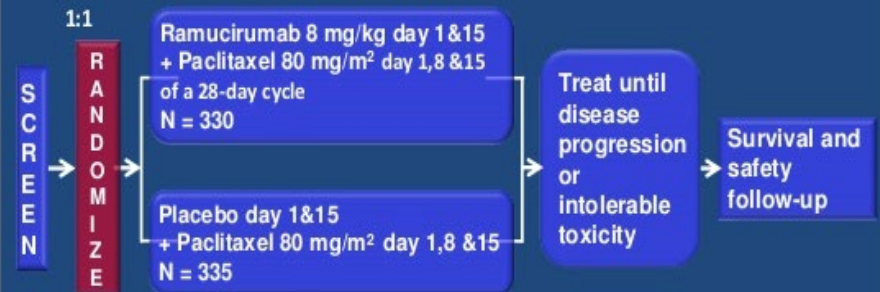 1:1
SCREEN
RANDOMIZE
Ramucirumab 8 mg/kg day 1&15
+ Paclitaxel 80 mg/m² day 1,8 &15
of a 28-day cycle
N = 330
Placebo day 1&15
+ Paclitaxel 80 mg/m² day 1,8 &15
N = 335
Treat until
disease
progression
or
intolerable
toxicity
Survival and
safety
follow-up